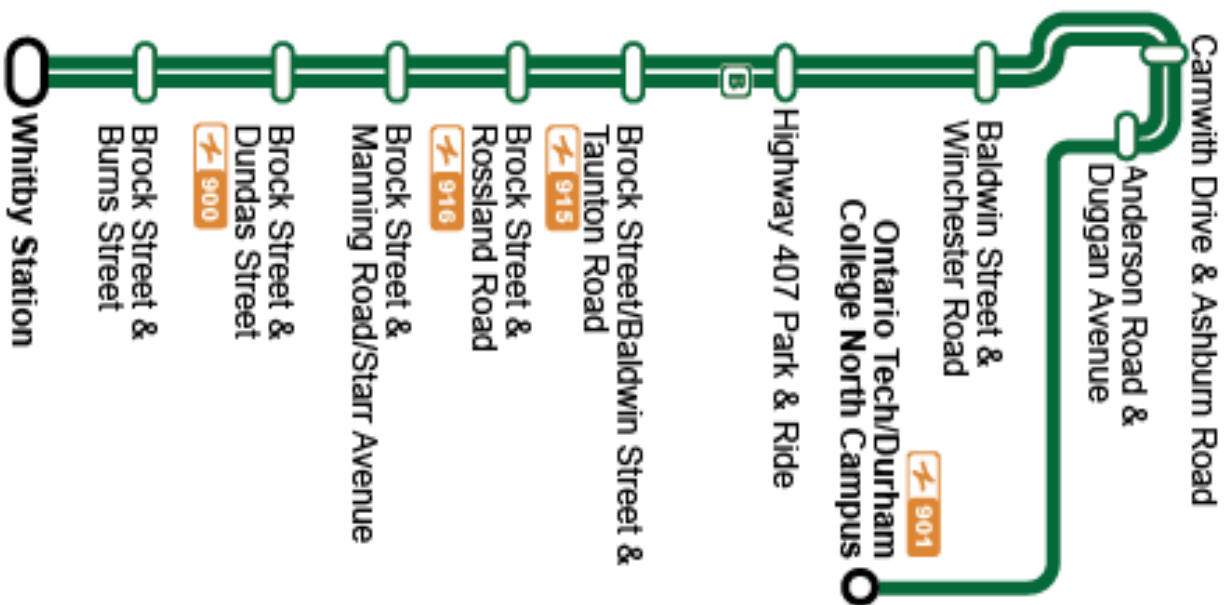 Carnwith Drive & Ashburn Road
Anderson Road &
Duggan Avenue
Baldwin Street &
Winchester Road
901
Ontario Tech/Durham
College North Campus
Highway 407 Park & Ride
B
Brock Street/Baldwin Street &
Taunton Road
915
Brock Street &
Rossland Road
916
Brock Street &
Manning Road/Starr Avenue
Brock Street &
Dundas Street
900
Brock Street &
Burns Street
Whitby Station